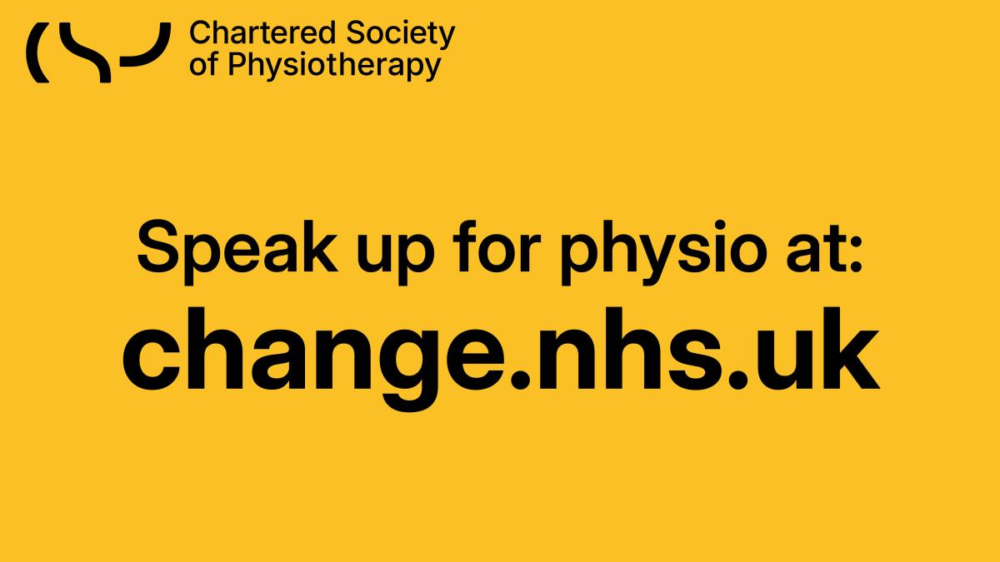 Chartered Society
of Physiotherapy
Speak up for physio at:
change.nhs.uk